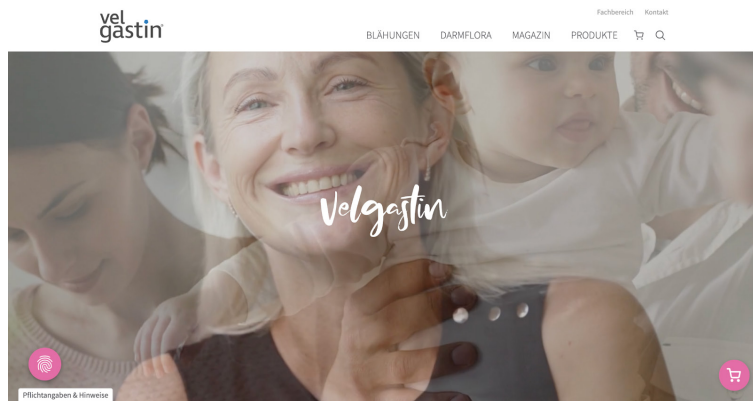 vel
gastin
Fachbereich Kontakt
BLÄHUNGEN DARMFLORA MAGAZIN PRODUKTE
Velgastin
Pflichtangaben & Hinweise